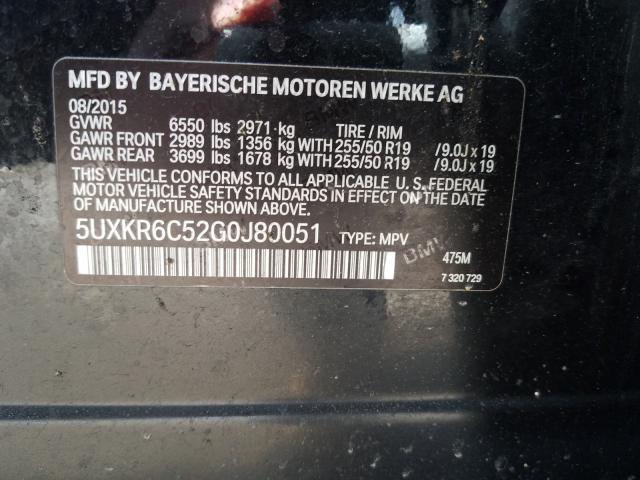 MFD BY BAYERISCHE MOTOREN WERKE AG
08/2015
GVWR 6550 lbs 2971 kg TIRE / RIM
GAWR FRONT 2989 lbs 1356 kg WITH 255/50 R19 /9.0J x 19
GAWR REAR 3699 lbs 1678 kg WITH 255/50 R19 /9.0J x 19
THIS VEHICLE CONFORMS TO ALL APPLICABLE U. S. FEDERAL
MOTOR VEHICLE SAFETY STANDARDS IN EFFECT ON THE
DATE OF MANUFACTURE SHOWN ABOVE.
5UXKR6C52G0J80051 TYPE: MPV
BMW 475M
7 320 729